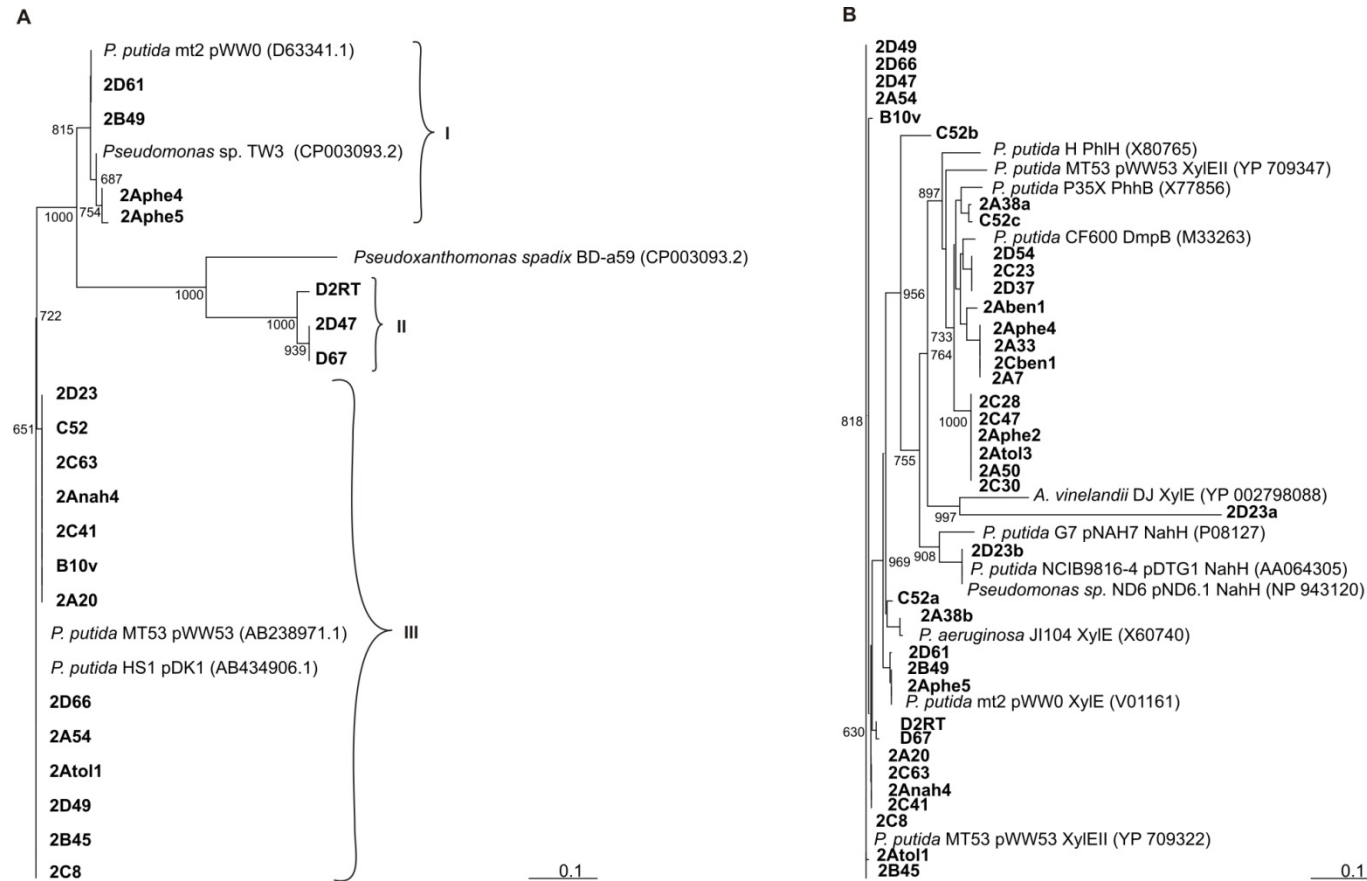 A
P. putida mt2 pWW0 (D63341.1)
2D61
2B49
815
I
Pseudomonas sp. TW3 (CP003093.2)
687
2Aphe4
754
2Aphe5
1000
Pseudoxanthomonas spadix BD-a59 (CP003093.2)
1000
D2RT
1000
2D47
II
722
939
D67
2D23
651
C52
2C63
2Anah4
2C41
B10v
2A20
P. putida MT53 pWW53 (AB238971.1)
III
P. putida HS1 pDK1 (AB434906.1)
2D66
2A54
2Atol1
2D49
2B45
2C8
0.1
B
2D49
2D66
2D47
2A54
B10v
C52b
P. putida H PhlH (X80765)
P. putida MT53 pWW53 XylEII (YP 709347)
897
P. putida P35X PhhB (X77856)
2A38a
C52c
P. putida CF600 DmpB (M33263)
2D54
2C23
2D37
956
2Aben1
2Aphe4
733
2A33
764
2Cben1
2A7
2C28
818
1000
2C47
2Aphe2
755
2Atol3
2A50
2C30
A. vinelandii DJ XylE (YP 002798088)
997
2D23a
P. putida G7 pNAH7 NahH (P08127)
908
2D23b
969
P. putida NCIB9816-4 pDTG1 NahH (AA064305)
Pseudomonas sp. ND6 pND6.1 NahH (NP 943120)
C52a
2A38b
P. aeruginosa JI104 XylE (X60740)
2D61
2B49
2Aphe5
P. putida mt2 pWW0 XylE (V01161)
630
D2RT
D67
2A20
2C63
2Anah4
2C41
2C8
P. putida MT53 pWW53 XylEII (YP 709322)
2Atol1
2B45
0.1